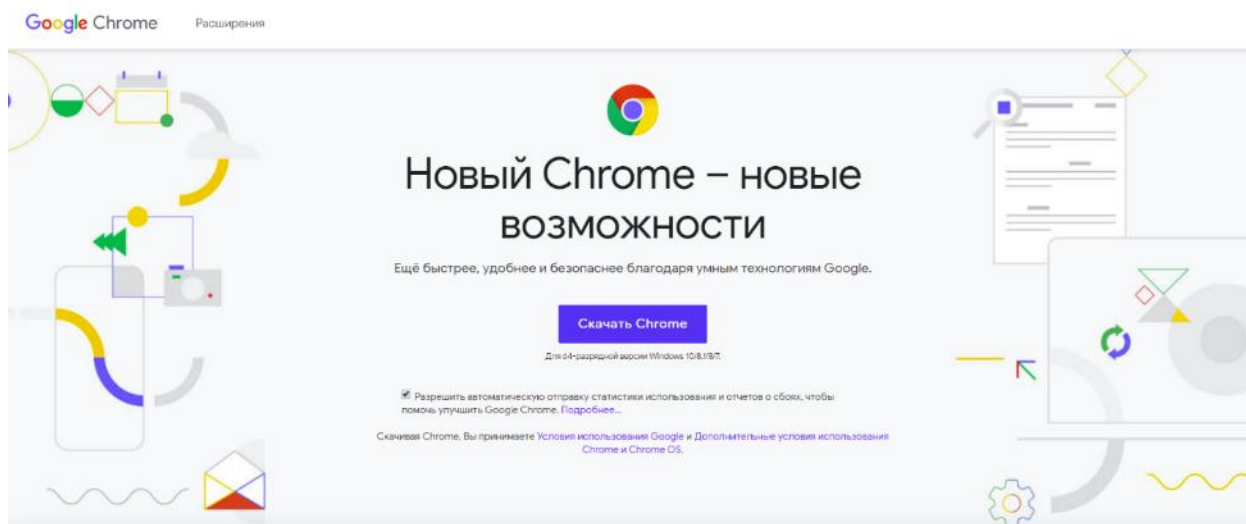 Google Chrome Расширения
Новый Chrome – новые
возможности
Ещё быстрее, удобнее и безопаснее благодаря умным технологиям Google.
Скачать Chrome
Для 64-разрядной версии Windows 10/8.1/8/7.
Разрешить автоматическую отправку статистики использования и отчетов о сбоях, чтобы
помочь улучшить Google Chrome. Подробнее...
Скачивая Chrome, Вы принимаете Условия использования Google и Дополнительные условия использования
Chrome и Chrome OS.